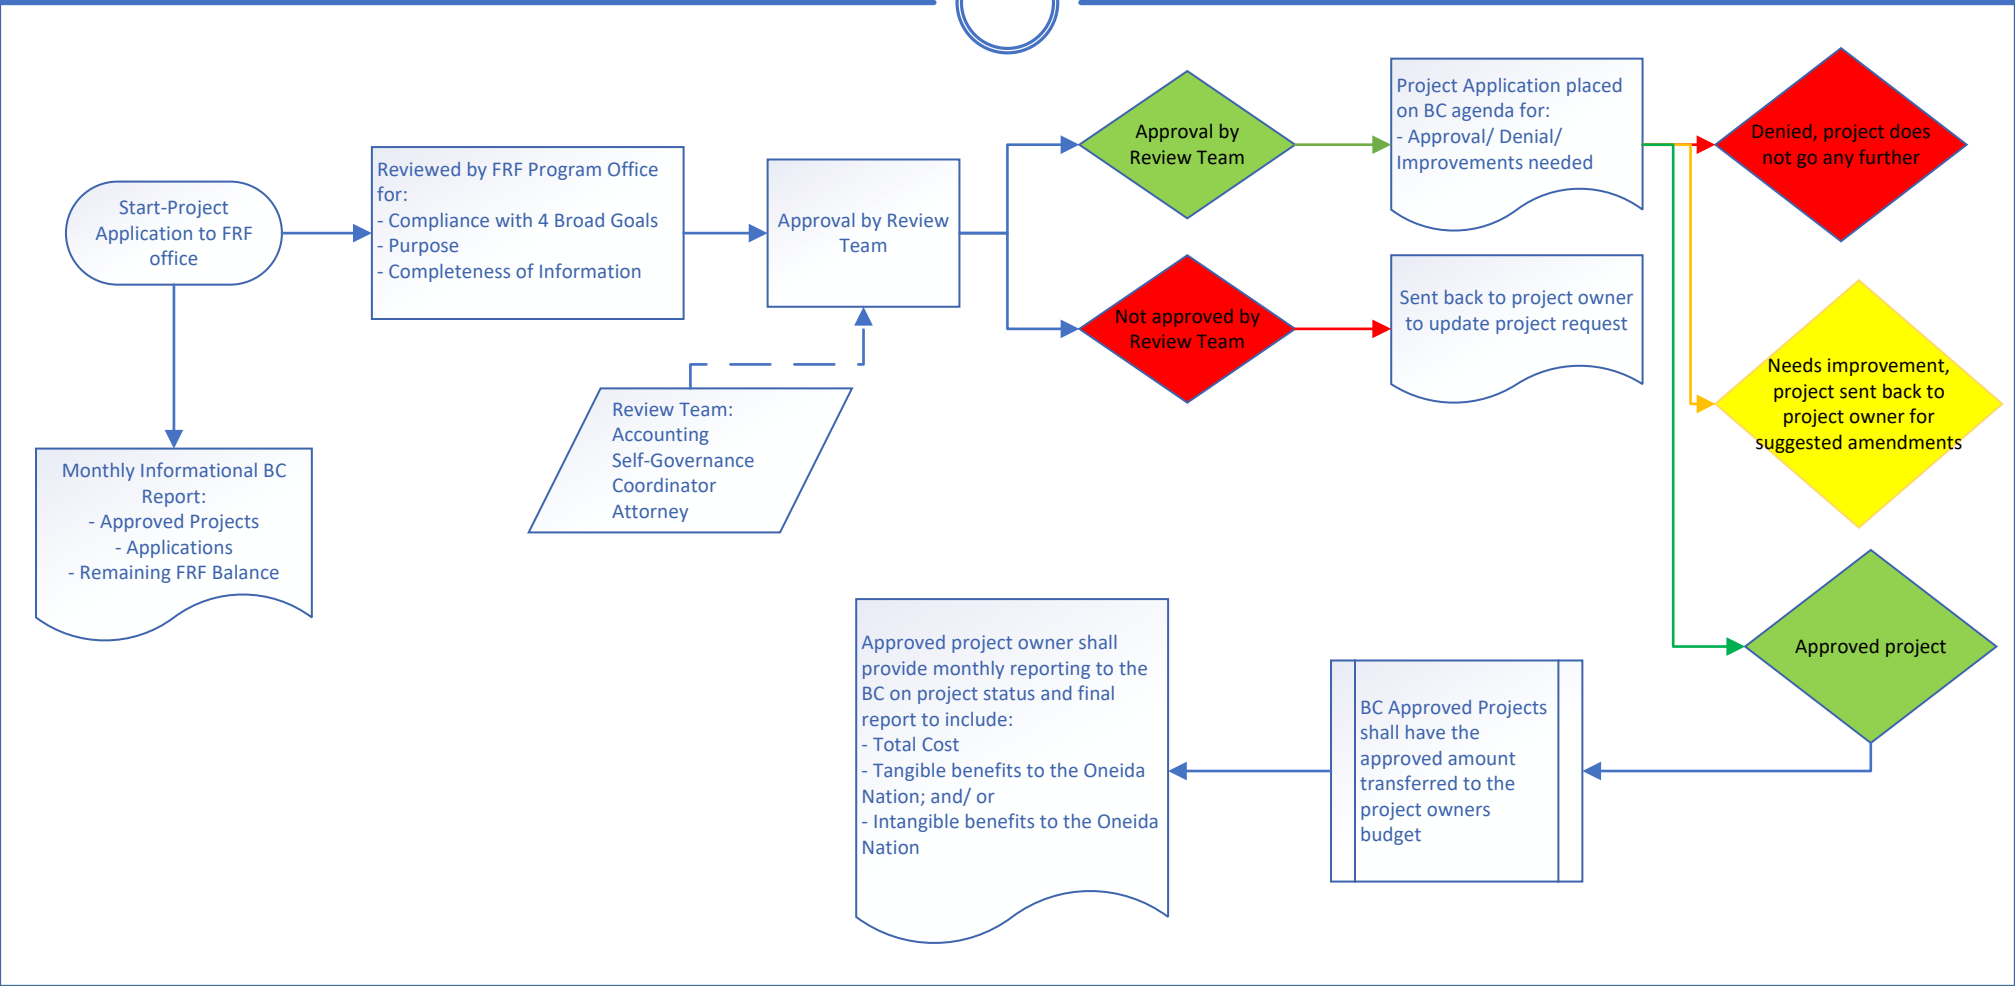 Start-Project
Application to FRF
office
Reviewed by FRF Program Office
for:
- Compliance with 4 Broad Goals
- Purpose
- Completeness of Information
Approval by Review
Team
Approval by
Review Team
Project Application placed
on BC agenda for:
- Approval/ Denial/
Improvements needed
Denied, project does
not go any further
Not approved by
Review Team
Sent back to project owner
to update project request
Needs improvement,
project sent back to
project owner for
suggested amendments
Review Team:
Accounting
Self-Governance
Coordinator
Attorney
Monthly Informational BC
Report:
- Approved Projects
- Applications
- Remaining FRF Balance
Approved project
BC Approved Projects
shall have the
approved amount
transferred to the
project owners
budget
Approved project owner shall
provide monthly reporting to the
BC on project status and final
report to include:
- Total Cost
- Tangible benefits to the Oneida
Nation; and/ or
- Intangible benefits to the Oneida
Nation